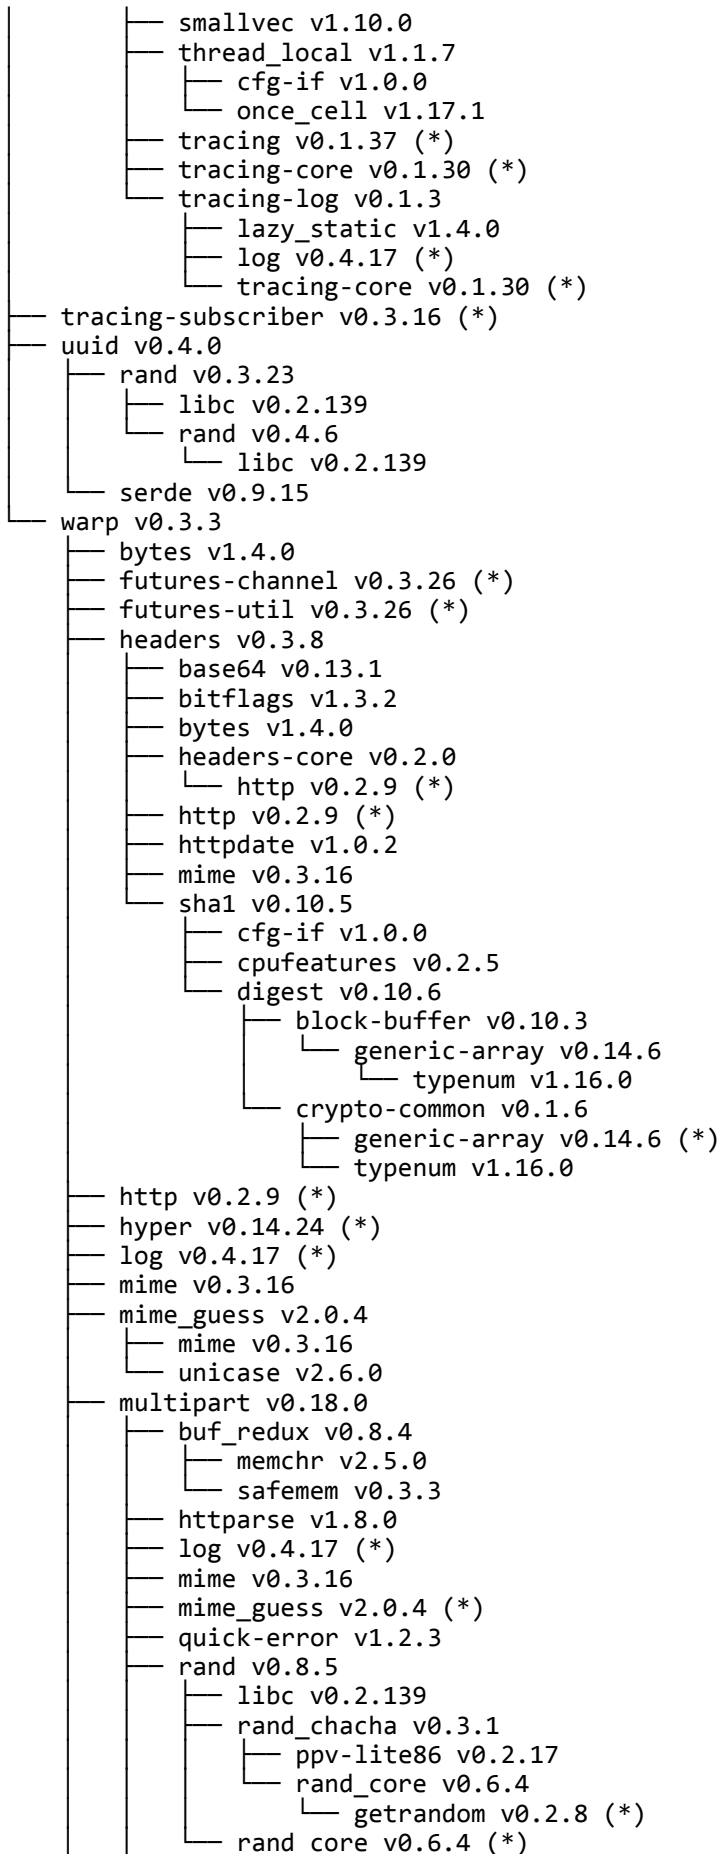 │       │   ├── smallvec v1.10.0
│       │   ├── thread_local v1.1.7
│       │   │   ├── cfg-if v1.0.0
│       │   │   └── once_cell v1.17.1
│       │   ├── tracing v0.1.37 (*)
│       │   ├── tracing-core v0.1.30 (*)
│       │   └── tracing-log v0.1.3
│       │       ├── lazy_static v1.4.0
│       │       ├── log v0.4.17 (*)
│       │       └── tracing-core v0.1.30 (*)
├── tracing-subscriber v0.3.16 (*)
├── uuid v0.4.0
│   ├── rand v0.3.23
│   │   ├── libc v0.2.139
│   │   └── rand v0.4.6
│   │       └── libc v0.2.139
│   └── serde v0.9.15
└── warp v0.3.3
    ├── bytes v1.4.0
    ├── futures-channel v0.3.26 (*)
    ├── futures-util v0.3.26 (*)
    ├── headers v0.3.8
    │   ├── base64 v0.13.1
    │   ├── bitflags v1.3.2
    │   ├── bytes v1.4.0
    │   ├── headers-core v0.2.0
    │   │   └── http v0.2.9 (*)
    │   ├── http v0.2.9 (*)
    │   ├── httpdate v1.0.2
    │   ├── mime v0.3.16
    │   └── sha1 v0.10.5
    │       ├── cfg-if v1.0.0
    │       ├── cpufeatures v0.2.5
    │       └── digest v0.10.6
    │           ├── block-buffer v0.10.3
    │           │   └── generic-array v0.14.6
    │           │       └── typenum v1.16.0
    │           └── crypto-common v0.1.6
    │               ├── generic-array v0.14.6 (*)
    │               └── typenum v1.16.0
    ├── http v0.2.9 (*)
    ├── hyper v0.14.24 (*)
    ├── log v0.4.17 (*)
    ├── mime v0.3.16
    ├── mime_guess v2.0.4
    │   ├── mime v0.3.16
    │   └── unicase v2.6.0
    ├── multipart v0.18.0
    │   ├── buf_redux v0.8.4
    │   │   ├── memchr v2.5.0
    │   │   └── safemem v0.3.3
    │   ├── httparse v1.8.0
    │   ├── log v0.4.17 (*)
    │   ├── mime v0.3.16
    │   ├── mime_guess v2.0.4 (*)
    │   ├── quick-error v1.2.3
    │   ├── rand v0.8.5
    │   │   ├── libc v0.2.139
    │   │   ├── rand_chacha v0.3.1
    │   │   │   ├── ppv-lite86 v0.2.17
    │   │   │   └── rand_core v0.6.4
    │   │   │       └── getrandom v0.2.8 (*)
    │   │   └── rand_core v0.6.4 (*)